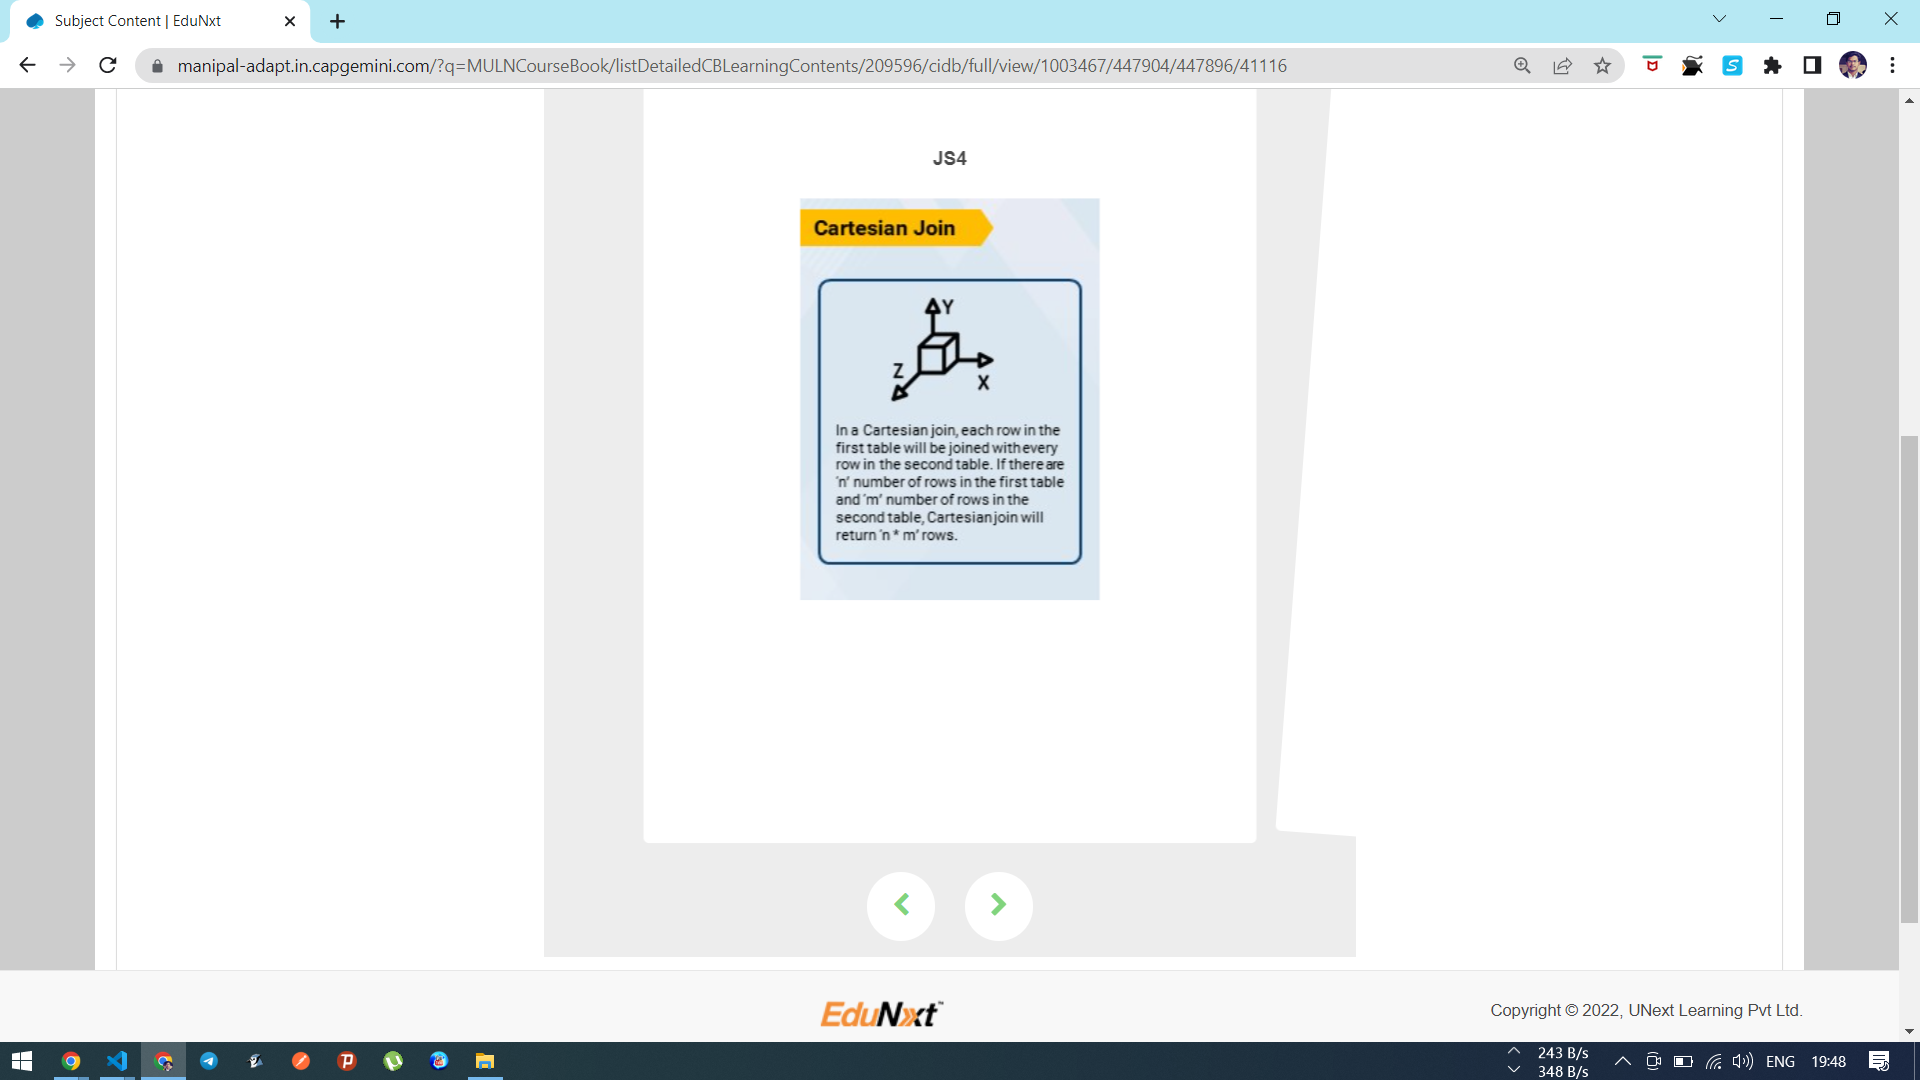 Subject Content | EduNxt
manipal-adapt.in.capgemini.com/?q=MULNCourseBook/listDetailedCBLearningContents/209596/cidb/full/view/1003467/447904/447896/41116
JS4
Cartesian Join
Y
Z
X
In a Cartesian join, each row in the
first table will be joined with every
row in the second table. If there are
'n' number of rows in the first table
and 'm' number of rows in the
second table, Cartesian join will
return 'n * m' rows.
EduNxt
Copyright © 2022, UNext Learning Pvt Ltd.
243 B/s
348 B/s
ENG
19:48